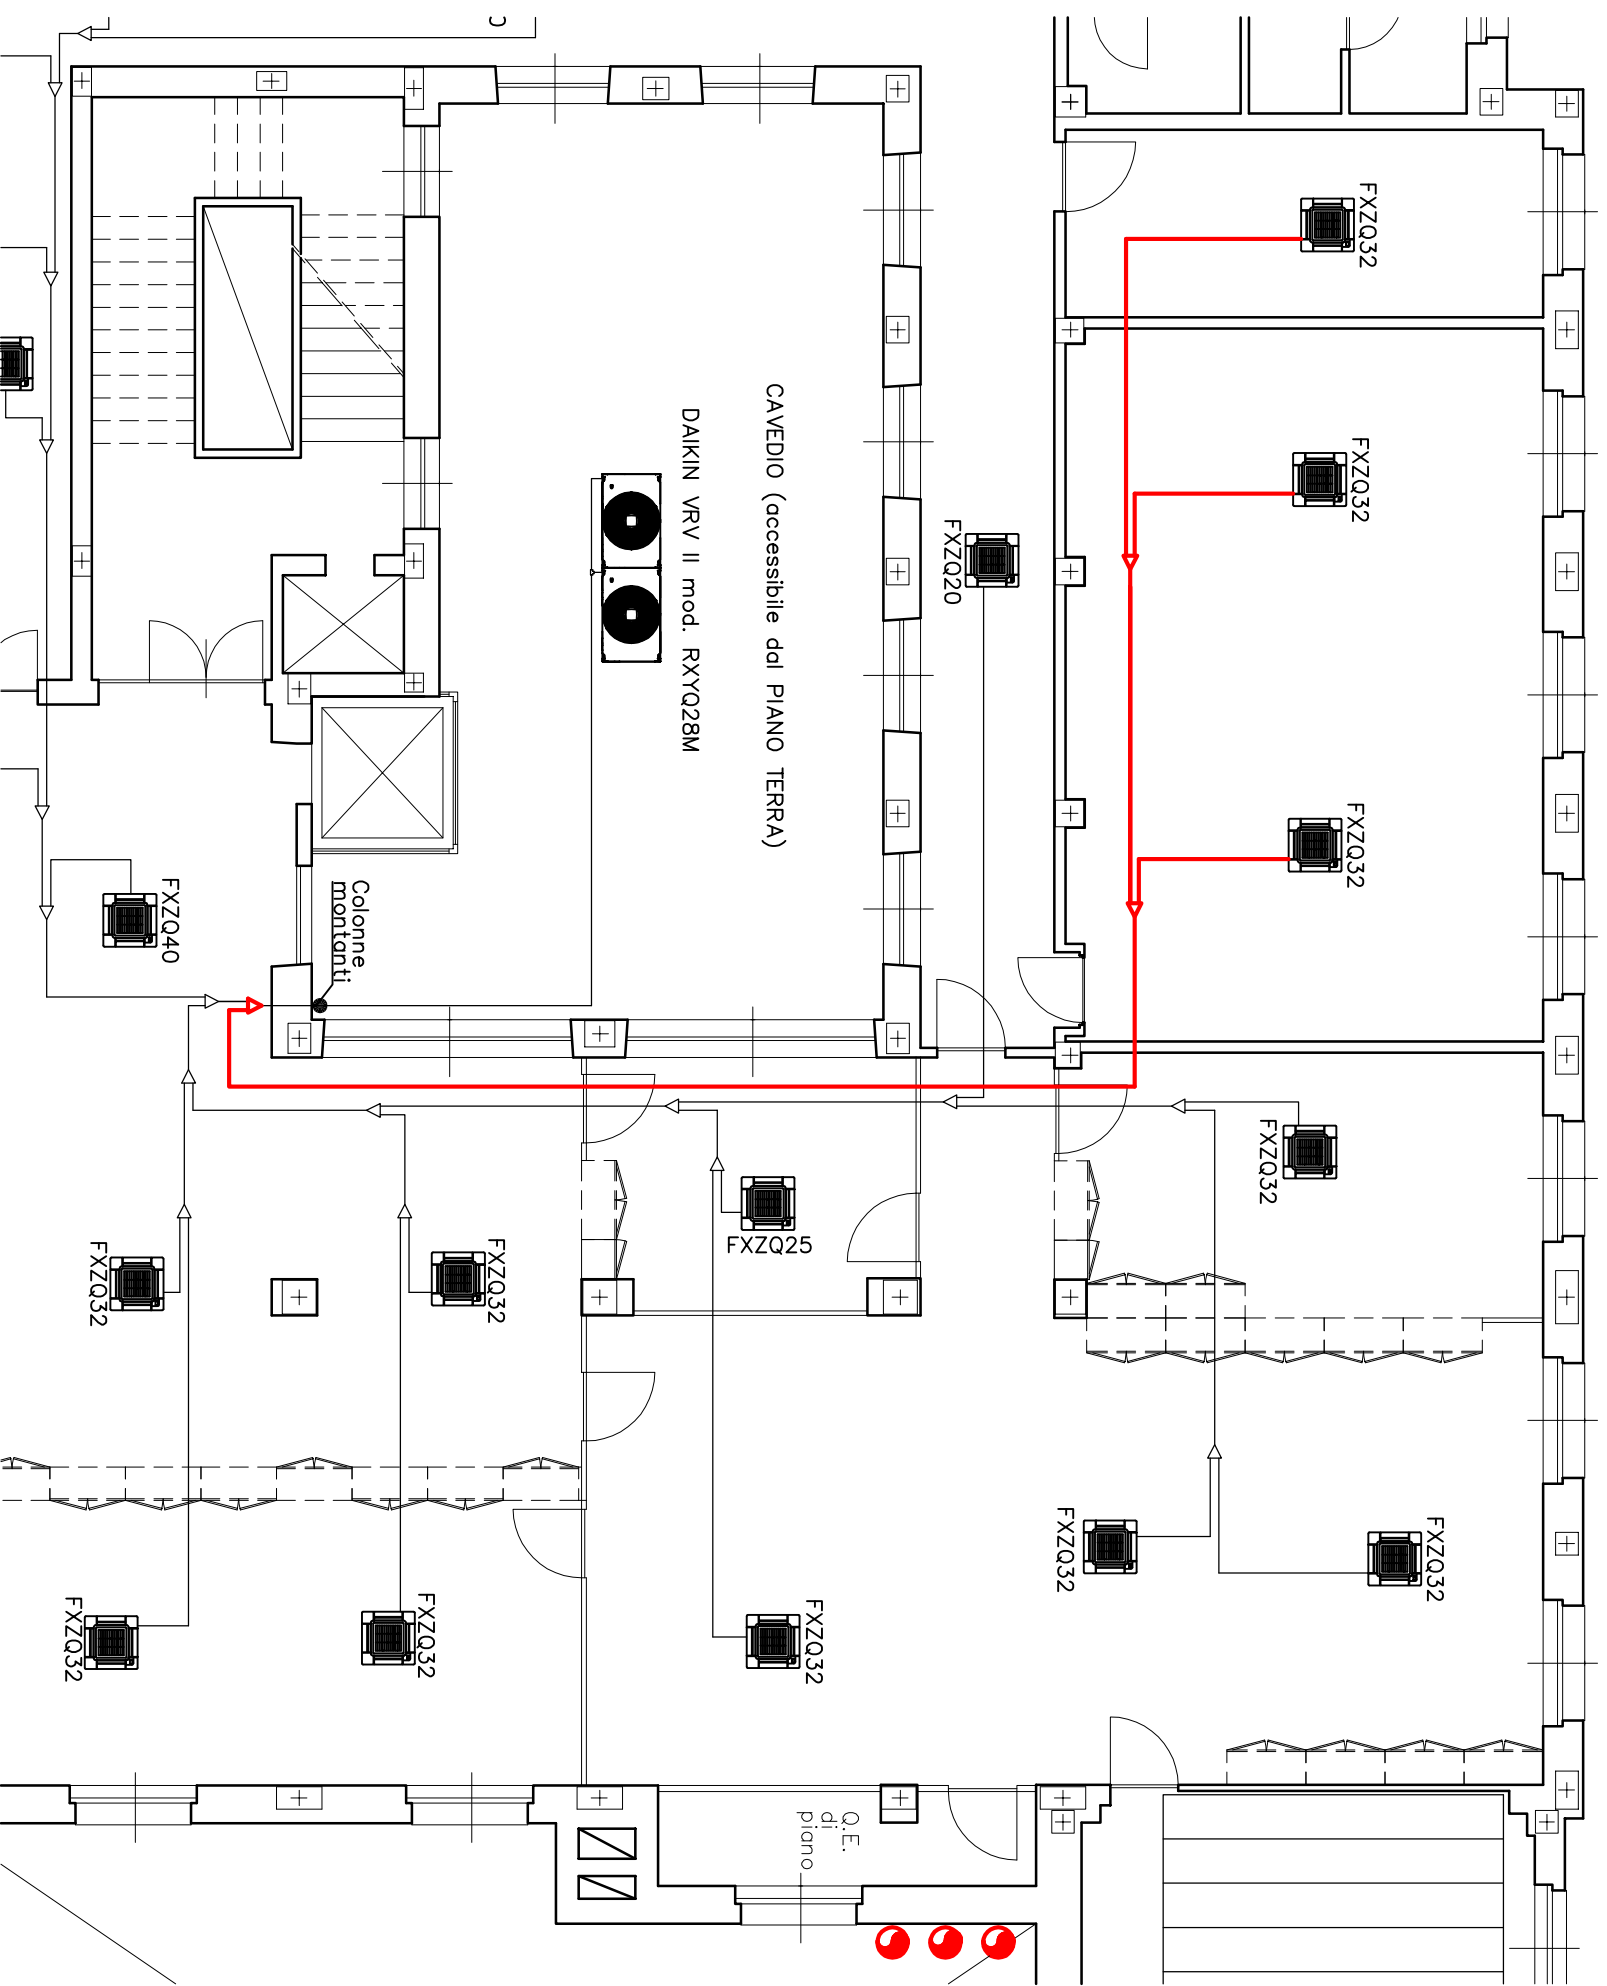 FXZQ32
FXZQ32
FXZQ32
CAVEDIO (accessibile dal PIANO TERRA)
DAIKIN VRV II mod. RXYQ28M
FXZQ20
Colonne
montanti
FXZQ40
FXZQ32
FXZQ25
FXZQ32
FXZQ32
FXZQ32
FXZQ32
FXZQ32
FXZQ32
FXZQ32
Q.E.
di
piano